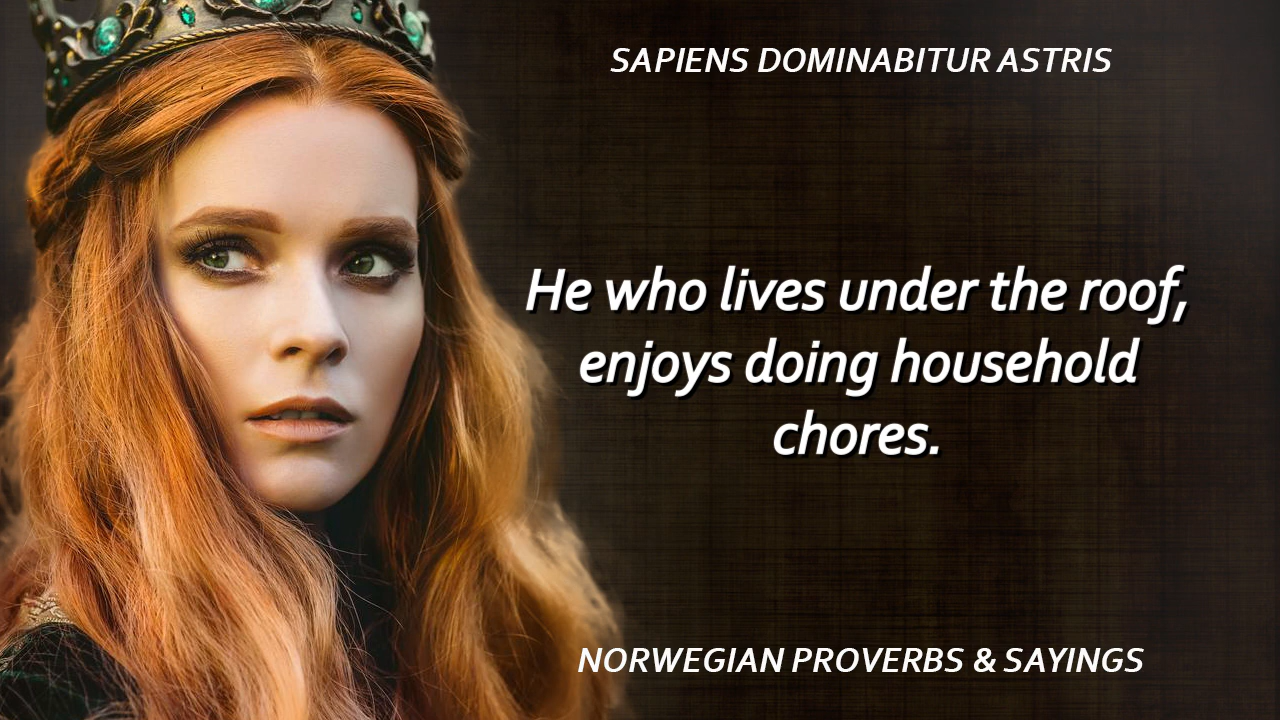 SAPIENS DOMINABITUR ASTRIS
He who lives under the roof,
enjoys doing household
chores.
NORWEGIAN PROVERBS & SAYINGS